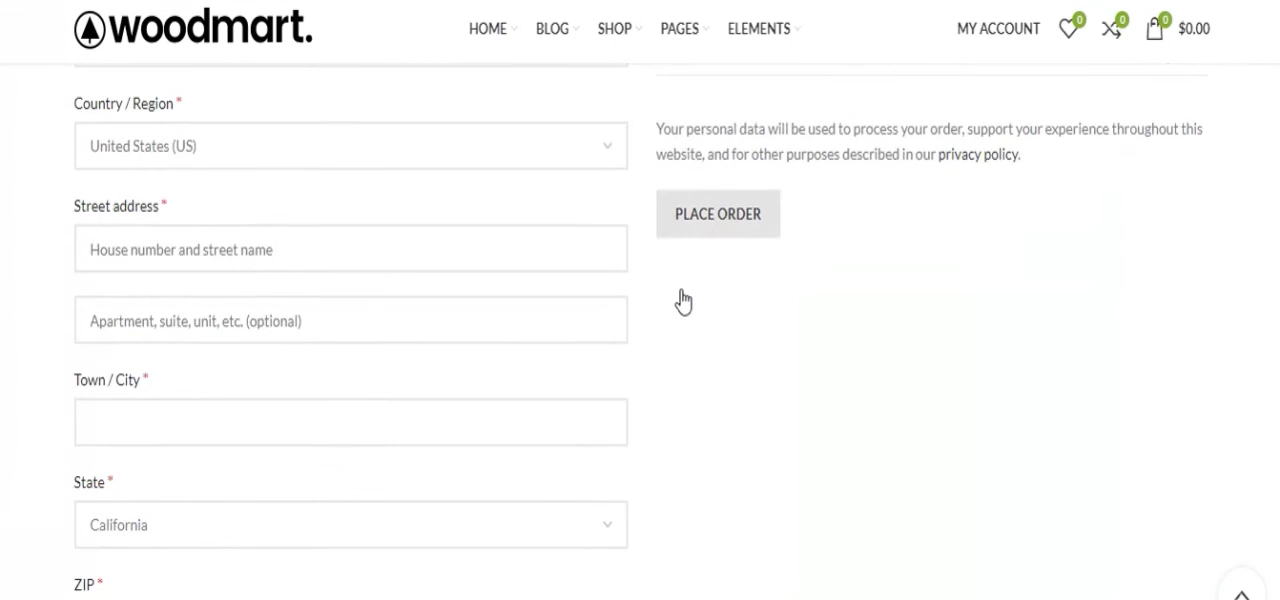 woodmart.
HOME BLOG SHOP PAGES ELEMENTS MY ACCOUNT 0 0 0 $0.00
Country / Region *
United States (US)
Street address *
House number and street name
Apartment, suite, unit, etc. (optional)
Town / City *
State *
California
ZIP *
Your personal data will be used to process your order, support your experience throughout this
website, and for other purposes described in our privacy policy.
PLACE ORDER